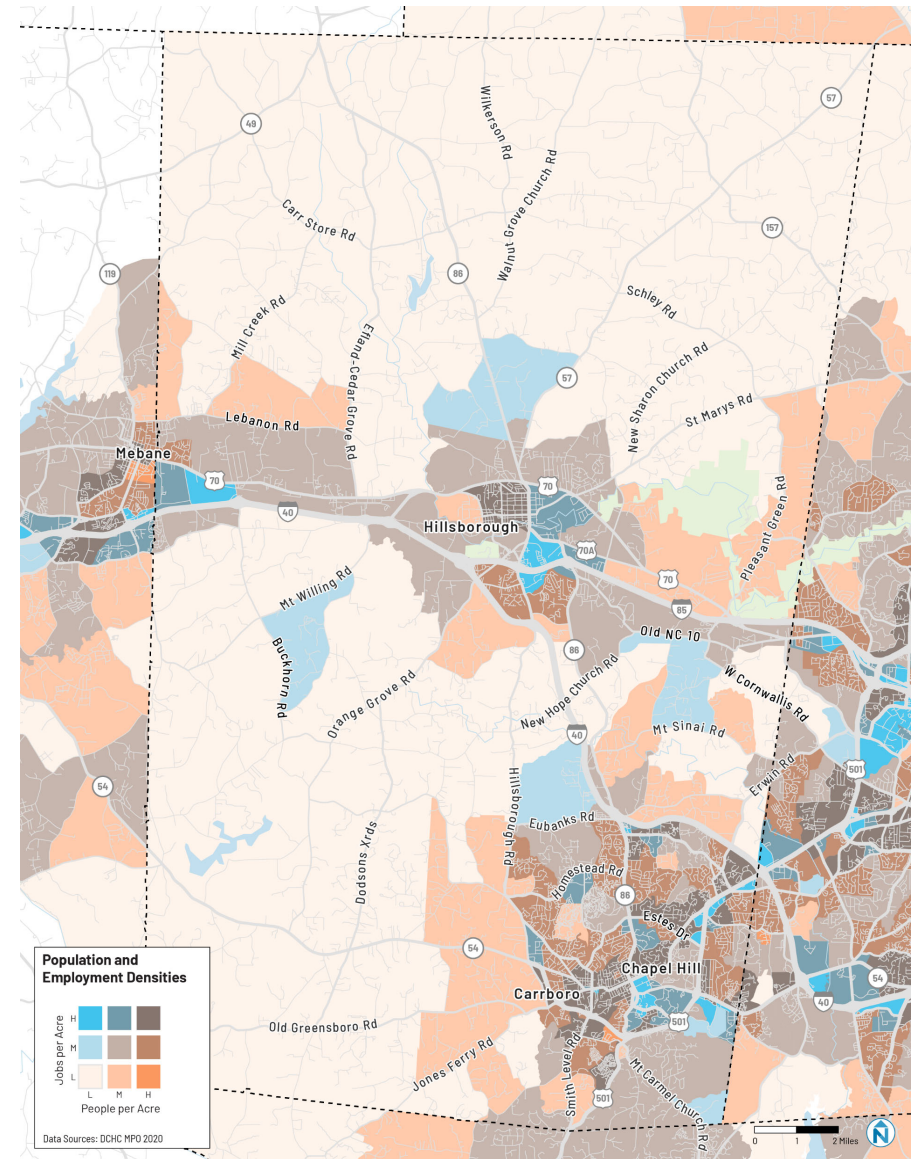 57
49
Wilkerson Rd
Walnut Grove Church Rd
Carr Store Rd
157
119
86
Schley Rd
Mill Creek Rd
Efland-Cedar Grove Rd
New Sharon Church Rd
57
St Marys Rd
Lebanon Rd
Mebane
70
70
Pleasant Green Rd
40
Hillsborough
70A
70
85
Mt Willing Rd
Old NC 10
Buckhorn Rd
86
New Hope Church Rd
W Cornwallis Rd
Orange Grove Rd
Mt Sinai Rd
40
501
Erwin Rd
54
Hillsborough Rd
Eubanks Rd
Dodsons Xrds
Homestead Rd
86
Estes Dr
54
Chapel Hill
54
Carrboro
40
501
Old Greensboro Rd
Jones Ferry Rd
Smith Level Rd
Mt Carmel Church Rd
501
Population and
Employment Densities
Jobs per Acre
H
M
L
L M H
People per Acre
Data Sources: DCHC MPO 2020
0 1 2 Miles
N